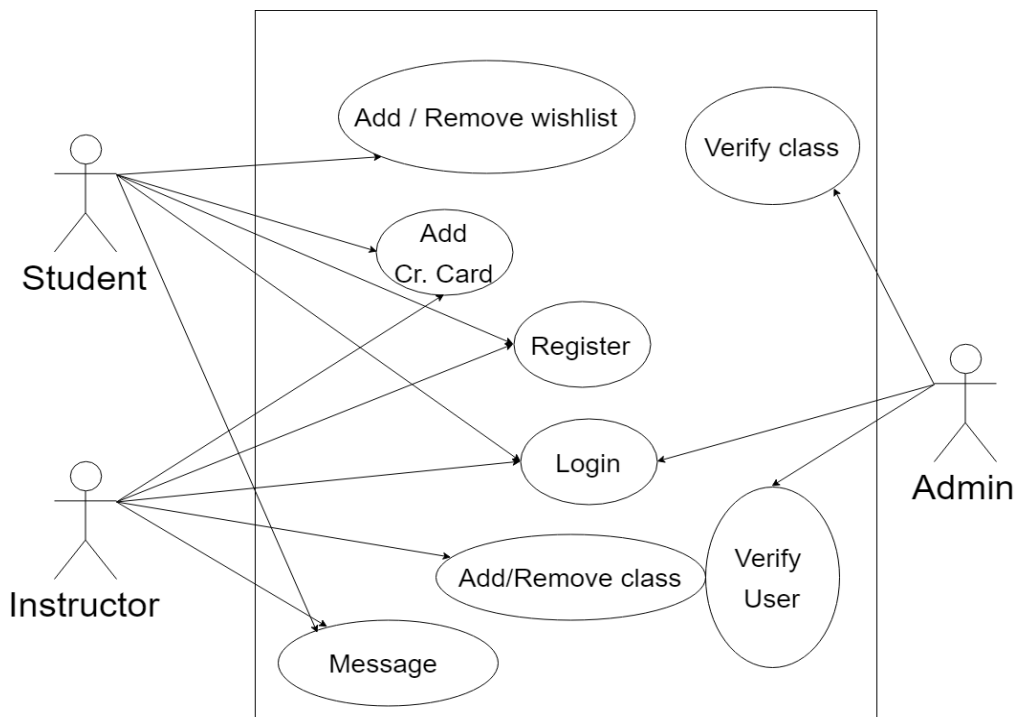 Add / Remove wishlist
Verify class
Student
Add
Cr. Card
Register
Login
Admin
Instructor
Add/Remove class
Verify
User
Message